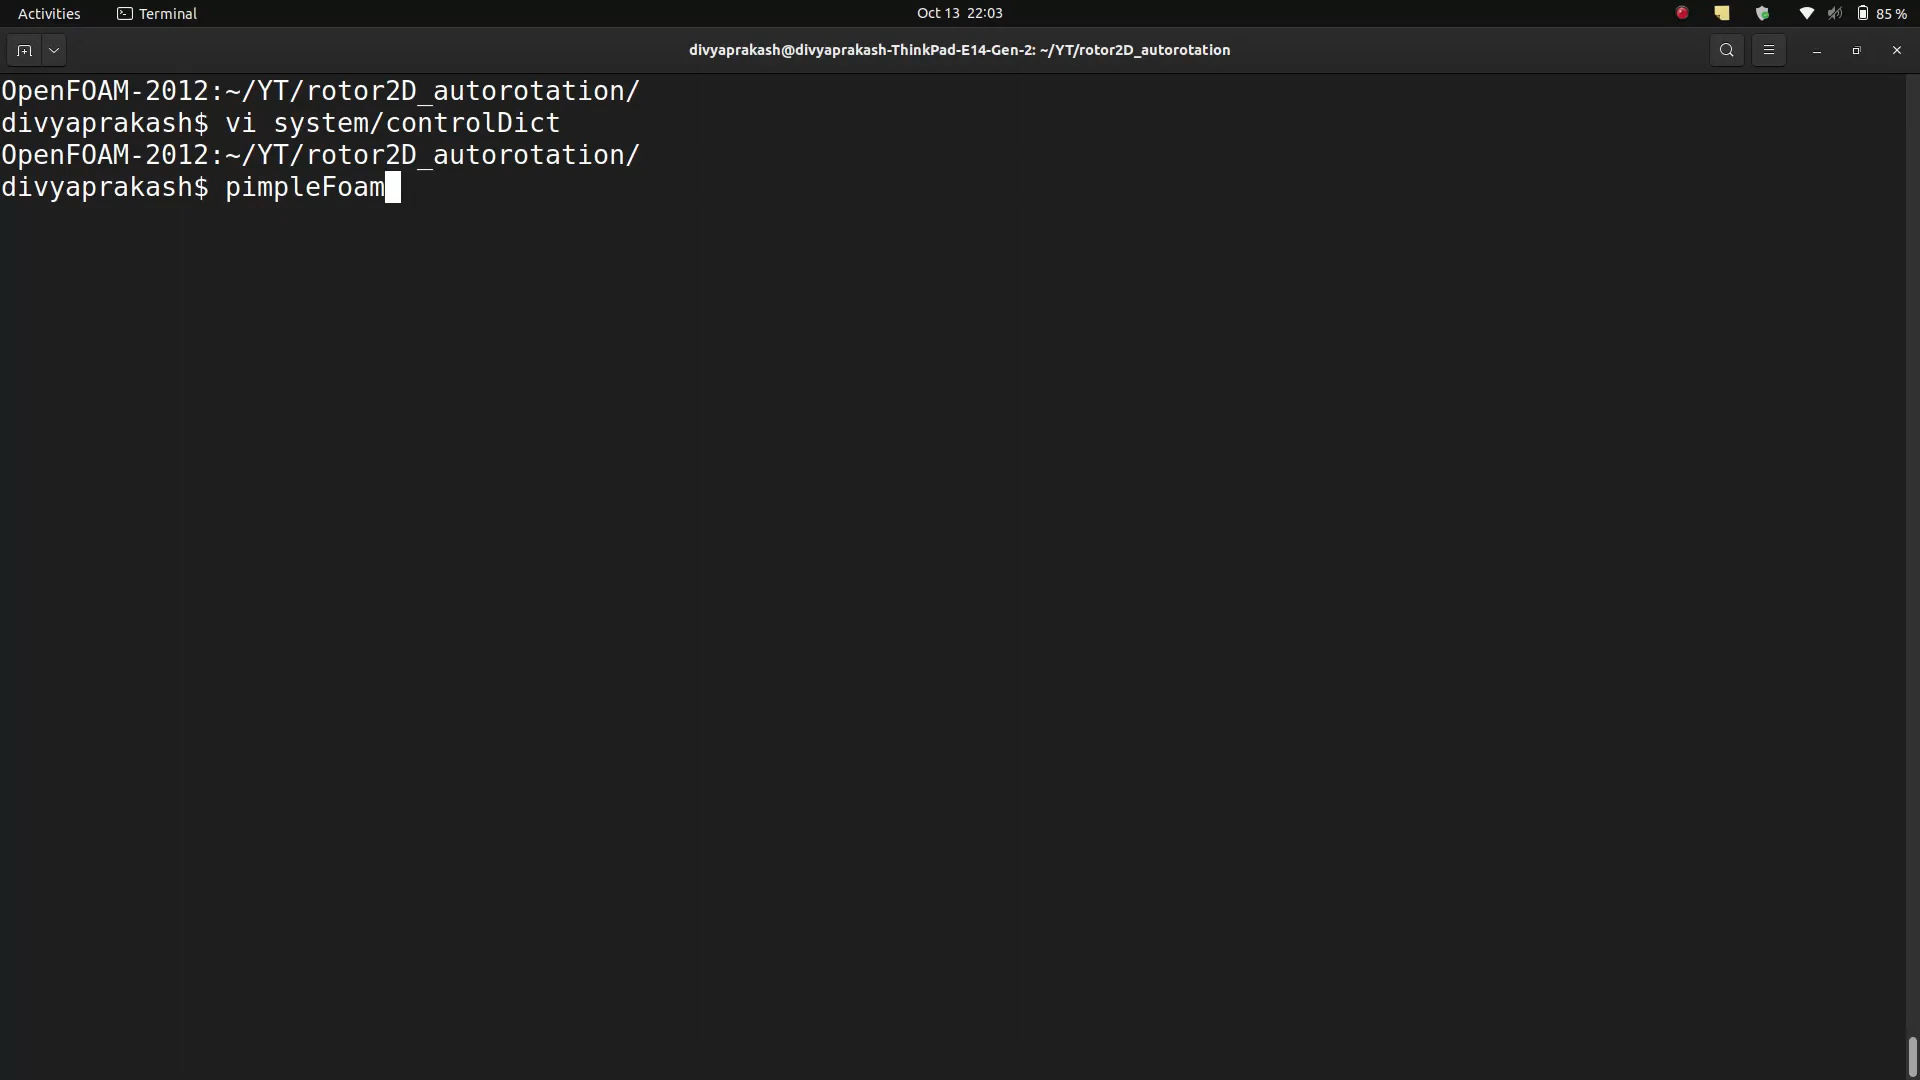 Activities Terminal Oct 13 22:03 85 %
divyaprakash@divyaprakash-ThinkPad-E14-Gen-2: ~/YT/rotor2D_autorotation
OpenFOAM-2012:~/YT/rotor2D_autorotation/
divyaprakash$ vi system/controlDict
OpenFOAM-2012:~/YT/rotor2D_autorotation/
divyaprakash$ pimpleFoam